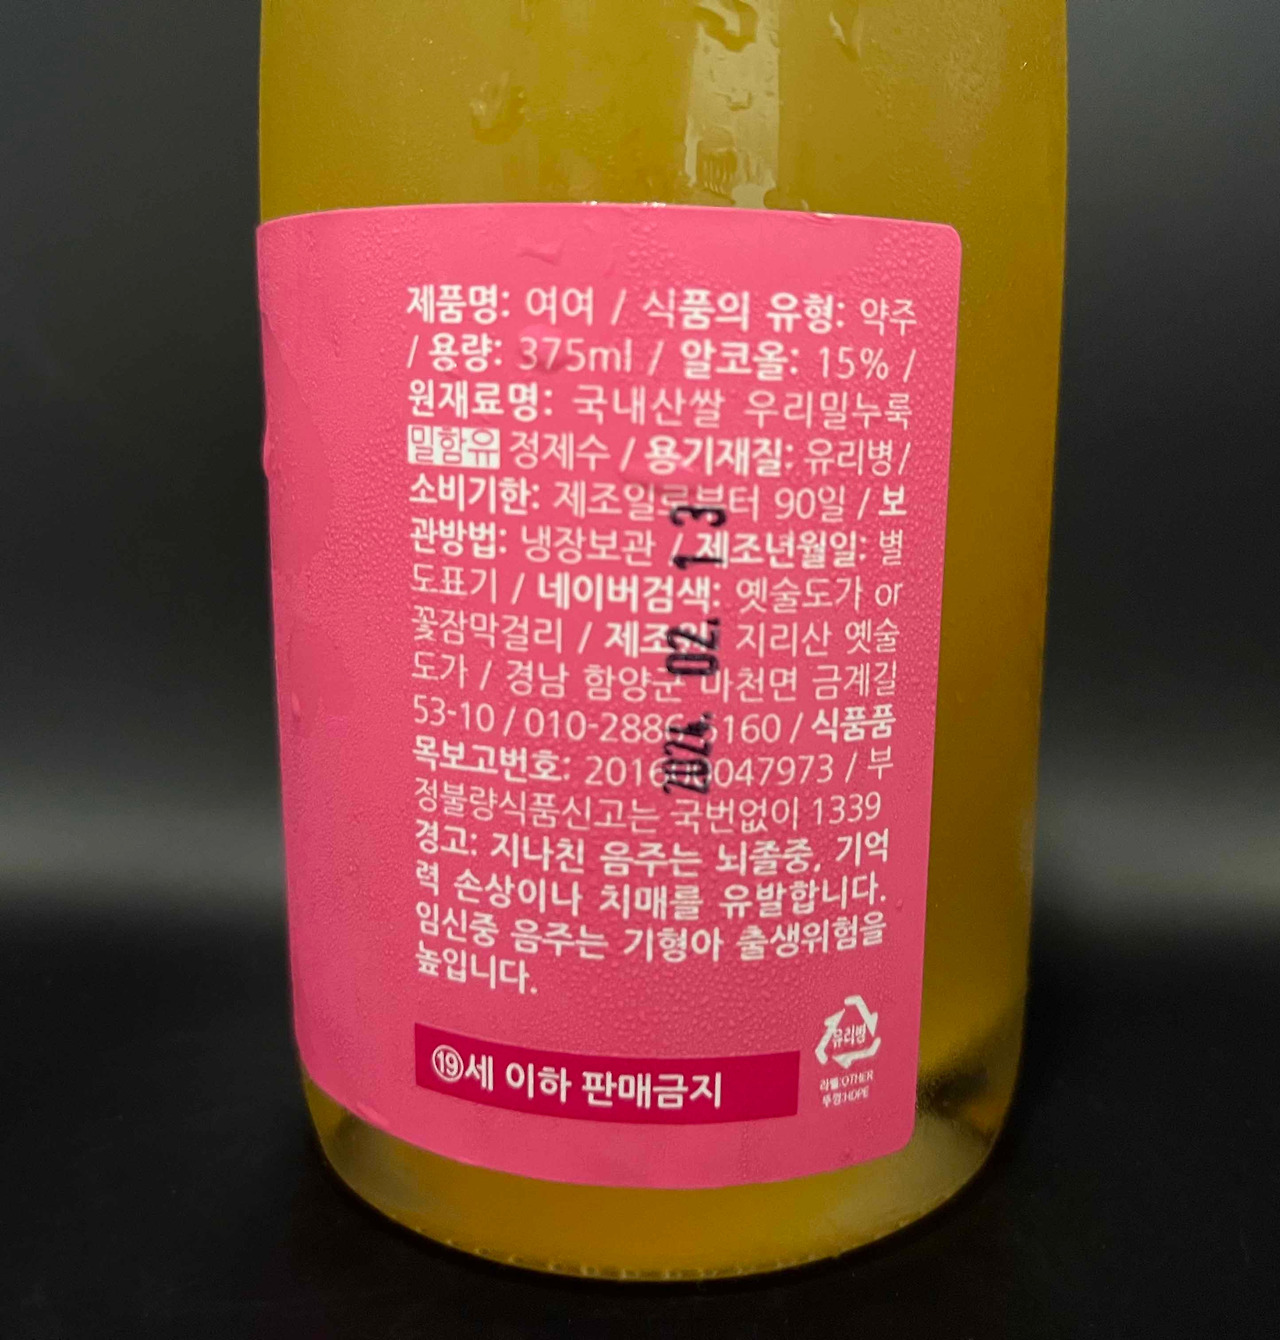 제품명: 여여 / 식품의 유형: 약주
/ 용량: 375ml / 알코올: 15% /
원재료명: 국내산쌀 우리밀누룩
밀함유 정제수 / 용기재질: 유리병/
소비기한: 제조일로부터 90일 / 보
관방법: 냉장보관 / 제조년월일: 별
도표기 / 네이버검색: 옛술도가 or
꽃잠막걸리 / 지리산 옛술
도가 / 경남 함양군 마천면 금계길
53-10 / / 식품품
목보고번호: / 부
정불량식품신고는 국번없이 1339
경고: 지나친 음주는 뇌졸중, 기억
력 손상이나 치매를 유발합니다.
임신중 음주는 기형아 출생위험을
높입니다.
2024. 02. 13
⑲세 이하 판매금지
유리병
라벨:OTHER
뚜껑:HDPE